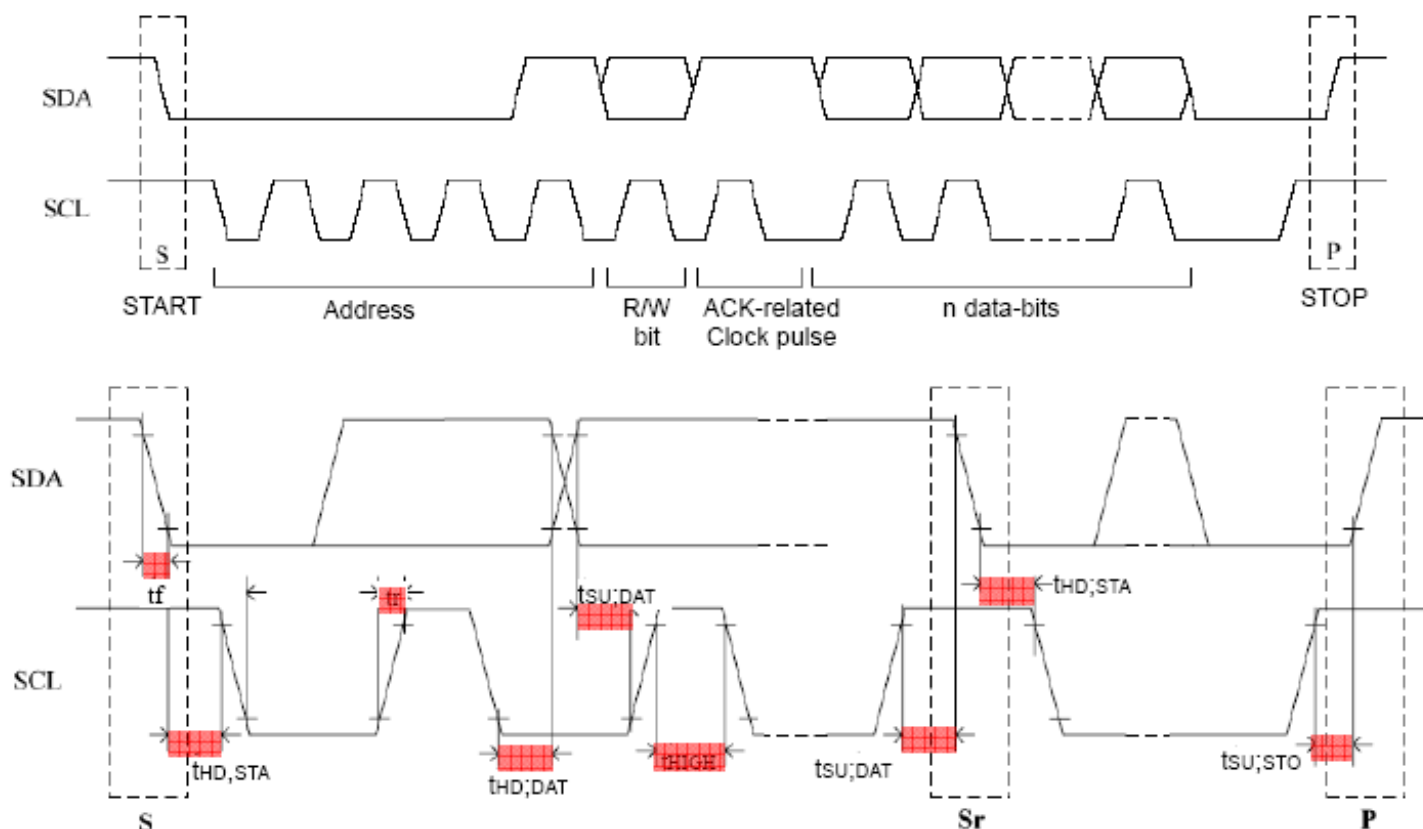 SDA
SCL
S
P
START
Address
R/W
bit
ACK-related
Clock pulse
n data-bits
STOP
SDA
tf
tr
tSU;DAT
tHD;STA
SCL
tHD,STA
tHD;DAT
tHIGH
tSU;DAT
tSU;STO
S
Sr
P